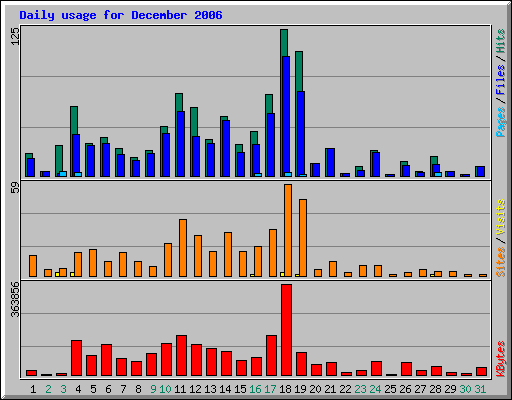 Daily usage for December 2006
125
Pages / Files / Hits
59
Sites / Visits
363856
KBytes
1 2 3 4 5 6 7 8 9 10 11 12 13 14 15 16 17 18 19 20 21 22 23 24 25 26 27 28 29 30 31